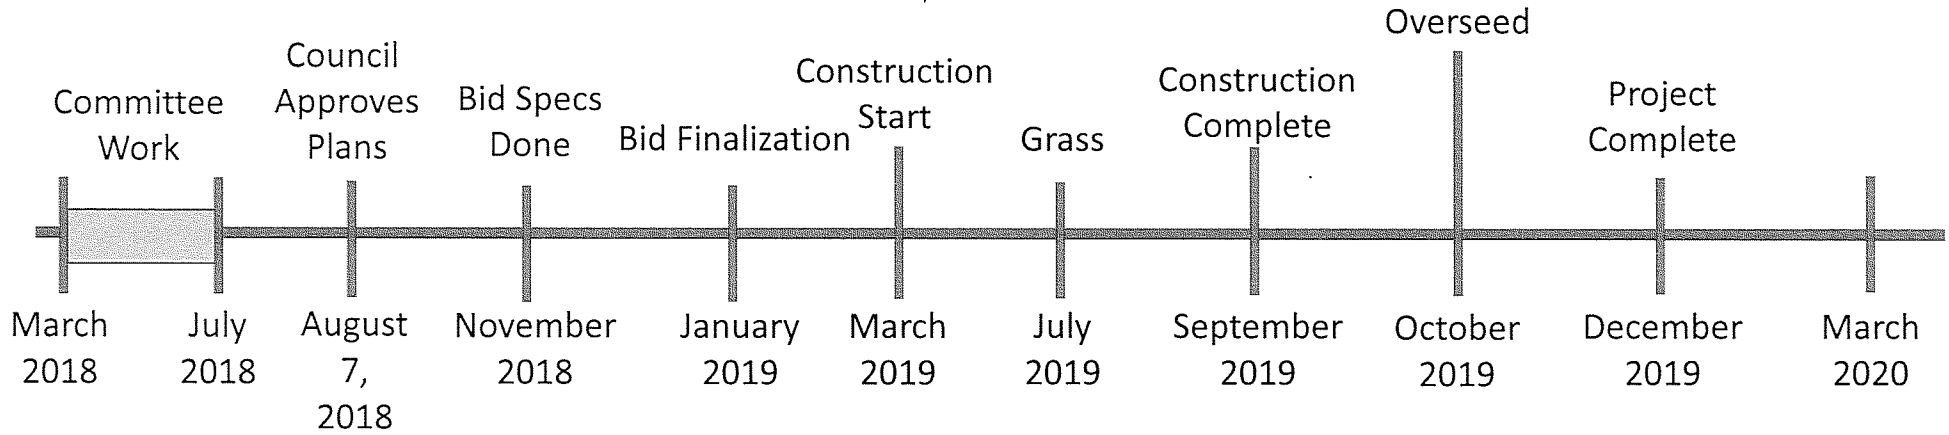 Committee
Work
Council
Approves
Plans
Bid Specs
Done
Bid Finalization
Construction
Start
Grass
Construction
Complete
Overseed
Project
Complete
March
2018
July
2018
August
7,
2018
November
2018
January
2019
March
2019
July
2019
September
2019
October
2019
December
2019
March
2020